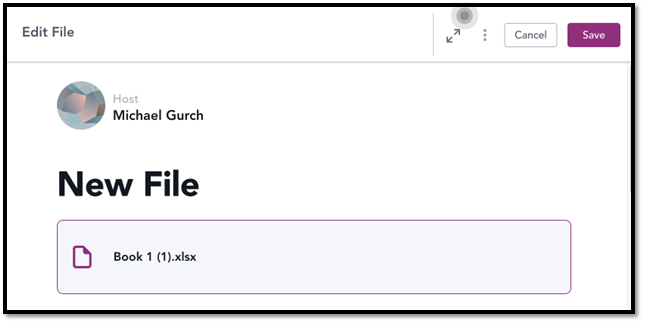 Edit File
Cancel
Save
Host
Michael Gurch
New File
Book 1 (1).xlsx